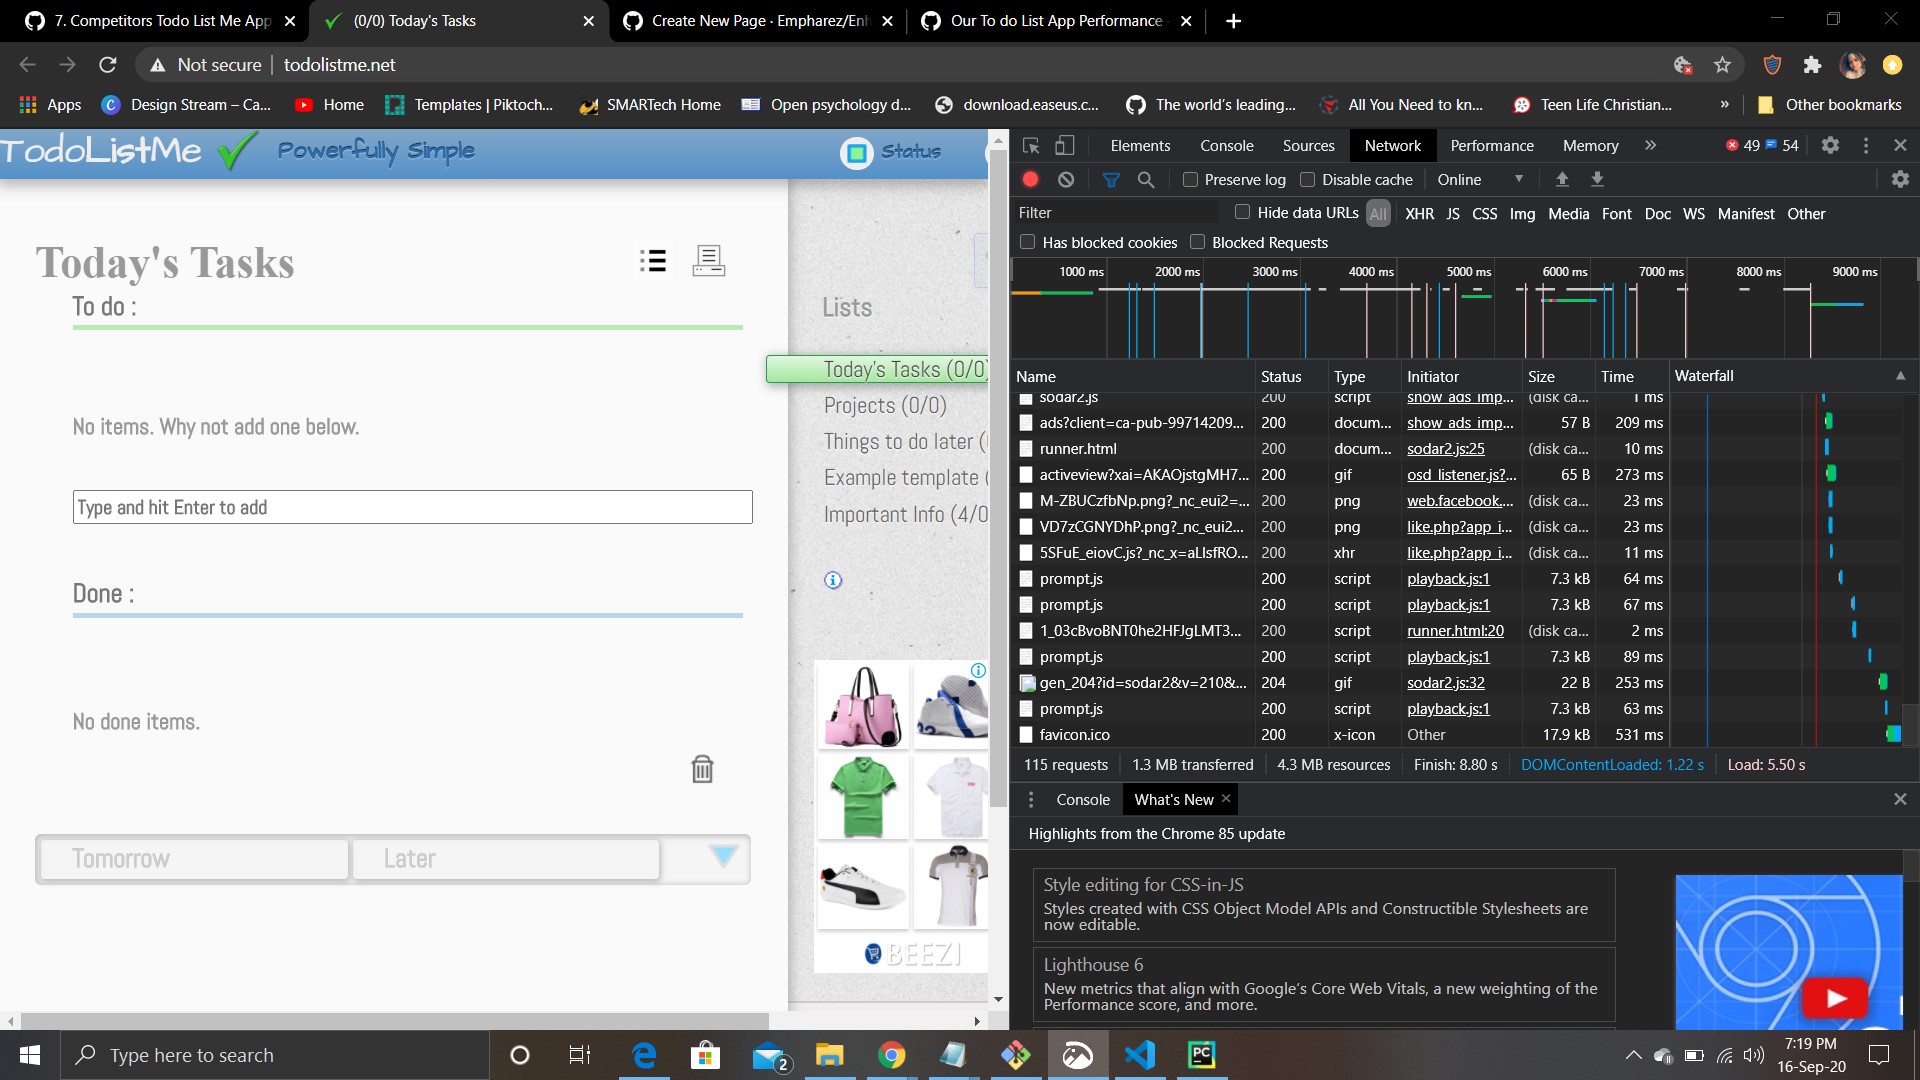 7. Competitors Todo List Me App
(0/0) Today's Tasks
Create New Page · Empharez/Enh
Our To do List App Performance
Not secure
todolistme.net
Apps
Design Stream – Ca...
Home
Templates | Piktoch...
SMARTech Home
Open psychology d...
download.easeus.c...
The world's leading...
All You Need to kn...
Teen Life Christian...
»
Other bookmarks
TodoListMe
Powerfully Simple
Status
Today's Tasks
To do :
No items. Why not add one below.
Type and hit Enter to add
Done :
No done items.
Tomorrow
Later
Lists
Today's Tasks (0/0)
Projects (0/0)
Things to do later (
Example template (
Important Info (4/0
BEEZI
Elements
Console
Sources
Network
Performance
Memory
»
49
54
Preserve log
Disable cache
Online
Filter
Hide data URLs
All
XHR
JS
CSS
Img
Media
Font
Doc
WS
Manifest
Other
Has blocked cookies
Blocked Requests
1000 ms
2000 ms
3000 ms
4000 ms
5000 ms
6000 ms
7000 ms
8000 ms
9000 ms
Name Status Type Initiator Size Time Waterfall
sodar2.js 200 script show_ads_imp... (disk ca... 1 ms
ads?client=ca-pub-99714209... 200 docum... show_ads_imp... 57 B 209 ms
runner.html 200 docum... sodar2.js:25 (disk ca... 10 ms
activeview?xai=AKAOjstgMH7... 200 gif osd_listener.js?... 65 B 273 ms
M-ZBUCzfbNp.png?_nc_eui2=... 200 png web.facebook.... (disk ca... 23 ms
VD7zCGNYDhP.png?_nc_eui2... 200 png like.php?app_i... (disk ca... 23 ms
5SFuE_eiovC.js?_nc_x=aLlsfRO... 200 xhr like.php?app_i... (disk ca... 11 ms
prompt.js 200 script playback.js:1 7.3 kB 64 ms
prompt.js 200 script playback.js:1 7.3 kB 67 ms
1_03cBvoBNT0he2HFJgLMT3... 200 script runner.html:20 (disk ca... 2 ms
prompt.js 200 script playback.js:1 7.3 kB 89 ms
gen_204?id=sodar2&v=210&... 204 gif sodar2.js:32 22 B 253 ms
prompt.js 200 script playback.js:1 7.3 kB 63 ms
favicon.ico 200 x-icon Other 17.9 kB 531 ms
115 requests
1.3 MB transferred
4.3 MB resources
Finish: 8.80 s
DOMContentLoaded: 1.22 s
Load: 5.50 s
Console
What's New
Highlights from the Chrome 85 update
Style editing for CSS-in-JS
Styles created with CSS Object Model APIs and Constructible Stylesheets are
now editable.
Lighthouse 6
New metrics that align with Google's Core Web Vitals, a new weighting of the
Performance score, and more.
Type here to search
2
PC
7:19 PM
16-Sep-20